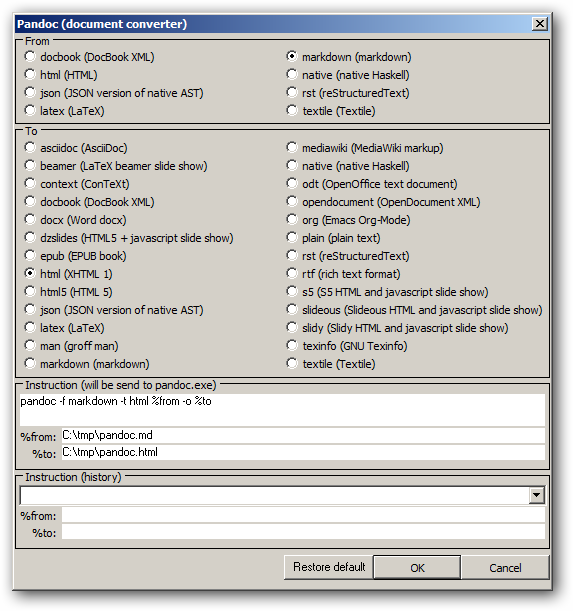 Pandoc (document converter)
From
docbook (DocBook XML)
markdown (markdown)
html (HTML)
native (native Haskell)
json (JSON version of native AST)
rst (reStructuredText)
latex (LaTeX)
textile (Textile)
To
asciidoc (AsciiDoc)
mediawiki (MediaWiki markup)
beamer (LaTeX beamer slide show)
native (native Haskell)
context (ConTeXt)
odt (OpenOffice text document)
docbook (DocBook XML)
opendocument (OpenDocument XML)
docx (Word docx)
org (Emacs Org-Mode)
dzslides (HTML5 + javascript slide show)
plain (plain text)
epub (EPUB book)
rst (reStructuredText)
html (XHTML 1)
rtf (rich text format)
html5 (HTML 5)
s5 (S5 HTML and javascript slide show)
json (JSON version of native AST)
slideous (Slideous HTML and javascript slide show)
latex (LaTeX)
slidy (Slidy HTML and javascript slide show)
man (groff man)
texinfo (GNU Texinfo)
markdown (markdown)
textile (Textile)
Instruction (will be send to pandoc.exe)
pandoc -f markdown -t html %from -o %to
%from: C:\tmp\pandoc.md
%to: C:\tmp\pandoc.html
Instruction (history)
%from:
%to:
Restore default OK Cancel